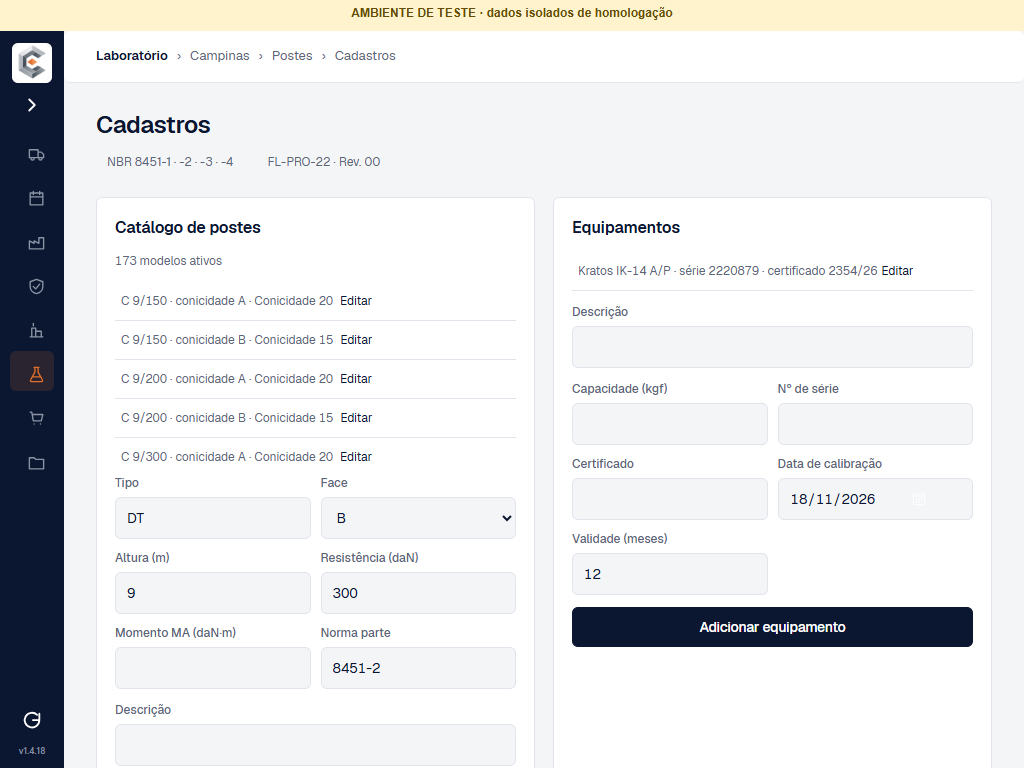 AMBIENTE DE TESTE · dados isolados de homologação
Laboratório › Campinas › Postes › Cadastros
Cadastros
NBR 8451-1 · -2 · -3 · -4 FL-PRO-22 · Rev. 00
Catálogo de postes
173 modelos ativos
C 9/150 · conicidade A · Conicidade 20 Editar
C 9/150 · conicidade B · Conicidade 15 Editar
C 9/200 · conicidade A · Conicidade 20 Editar
C 9/200 · conicidade B · Conicidade 15 Editar
C 9/300 · conicidade A · Conicidade 20 Editar
Tipo Face
DT B
Altura (m) Resistência (daN)
9 300
Momento MA (daN·m) Norma parte
8451-2
Descrição
Equipamentos
Kratos IK-14 A/P · série 2220879 · certificado 2354/26 Editar
Descrição
Capacidade (kgf) Nº de série
Certificado Data de calibração
18/11/2026
Validade (meses)
12
Adicionar equipamento
v1.4.18